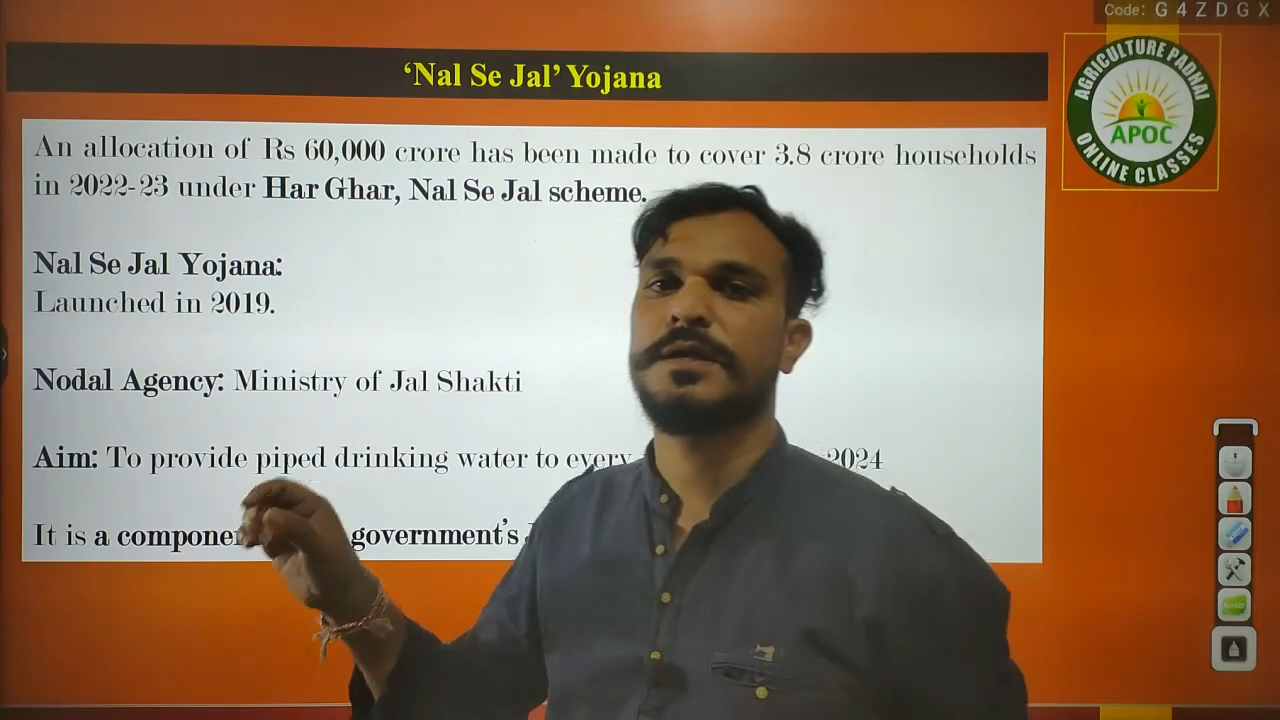 Code: G 4 Z D G X
‘Nal Se Jal’ Yojana
AGRICULTURE PADHAI
APOC
ONLINE CLASSES
An allocation of Rs 60,000 crore has been made to cover 3.8 crore households
in 2022-23 under Har Ghar, Nal Se Jal scheme.
Nal Se Jal Yojana:
Launched in 2019.
Nodal Agency: Ministry of Jal Shakti
Aim: To provide piped drinking water to every 2024
It is a government’s